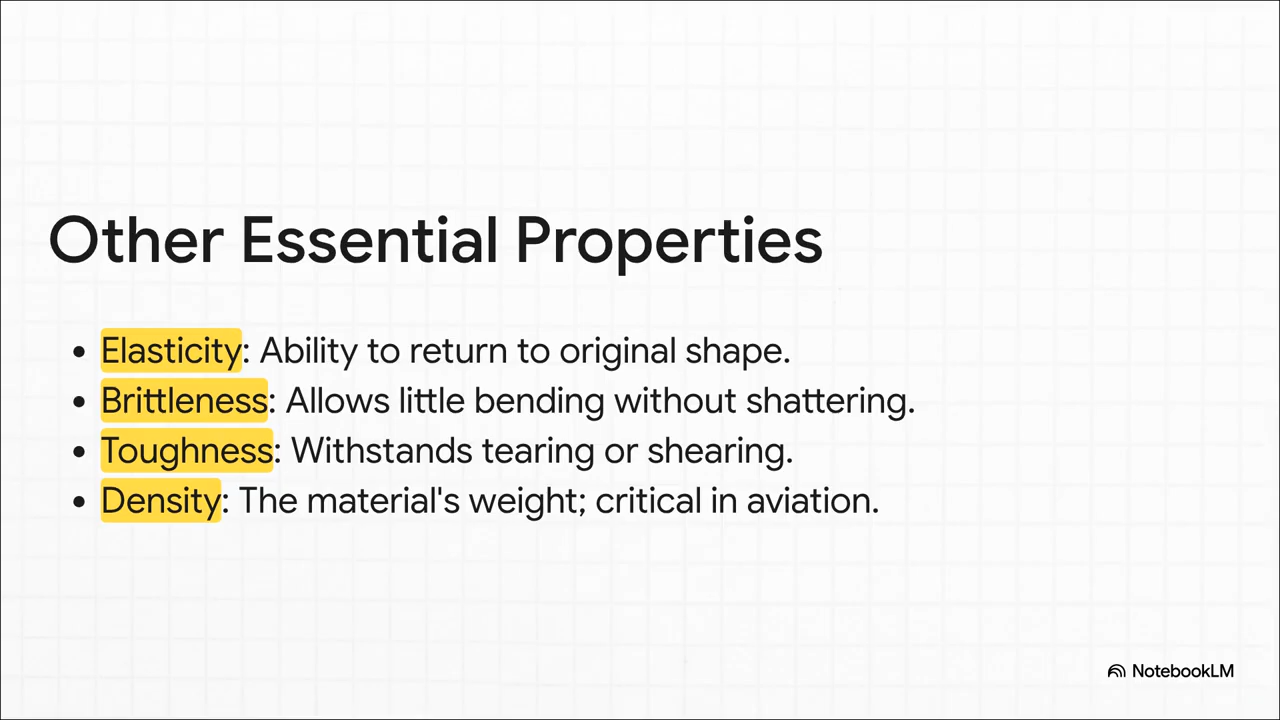 Other Essential Properties
• Elasticity: Ability to return to original shape.
• Brittleness: Allows little bending without shattering.
• Toughness: Withstands tearing or shearing.
• Density: The material's weight; critical in aviation.
NotebookLM